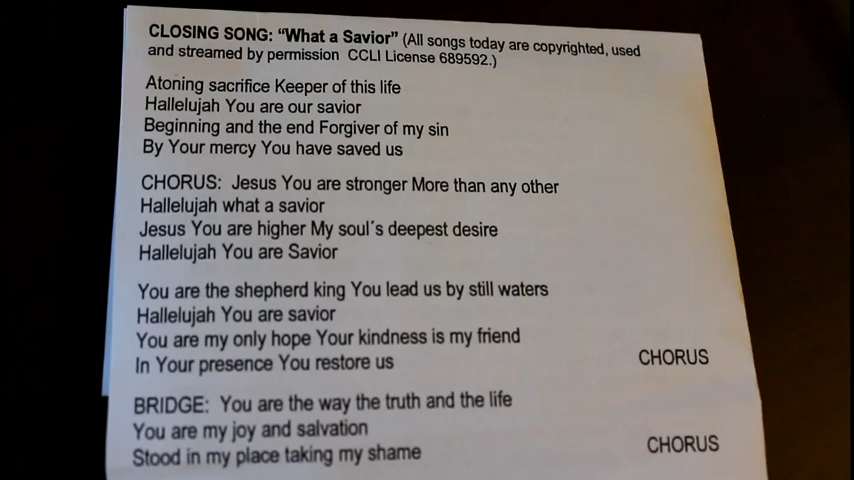 CLOSING SONG: “What a Savior” (All songs today are copyrighted, used
and streamed by permission CCLI License 689592.)
Atoning sacrifice Keeper of this life
Hallelujah You are our savior
Beginning and the end Forgiver of my sin
By Your mercy You have saved us
CHORUS: Jesus You are stronger More than any other
Hallelujah what a savior
Jesus You are higher My soul´s deepest desire
Hallelujah You are Savior
You are the shepherd king You lead us by still waters
Hallelujah You are savior
You are my only hope Your kindness is my friend
In Your presence You restore us CHORUS
BRIDGE: You are the way the truth and the life
You are my joy and salvation
Stood in my place taking my shame CHORUS